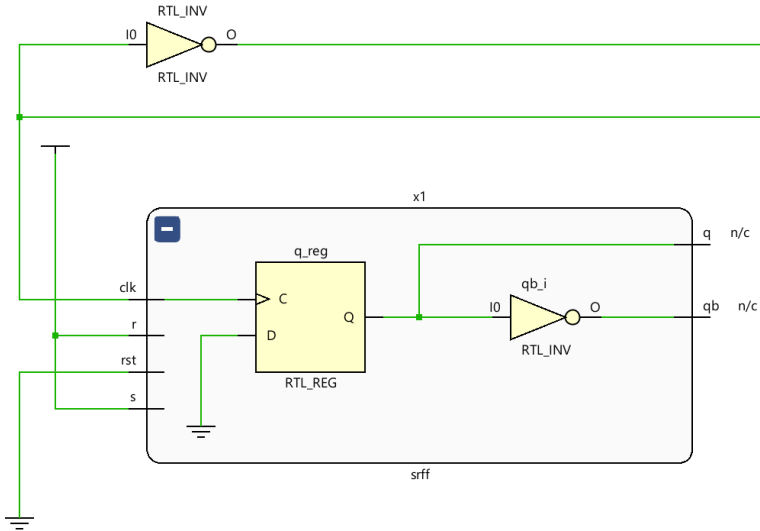 RTL_INV
I0
O
RTL_INV
x1
q n/c
q_reg
clk
C
qb_i
Q
I0
O
qb n/c
r
D
RTL_INV
rst
RTL_REG
s
srff